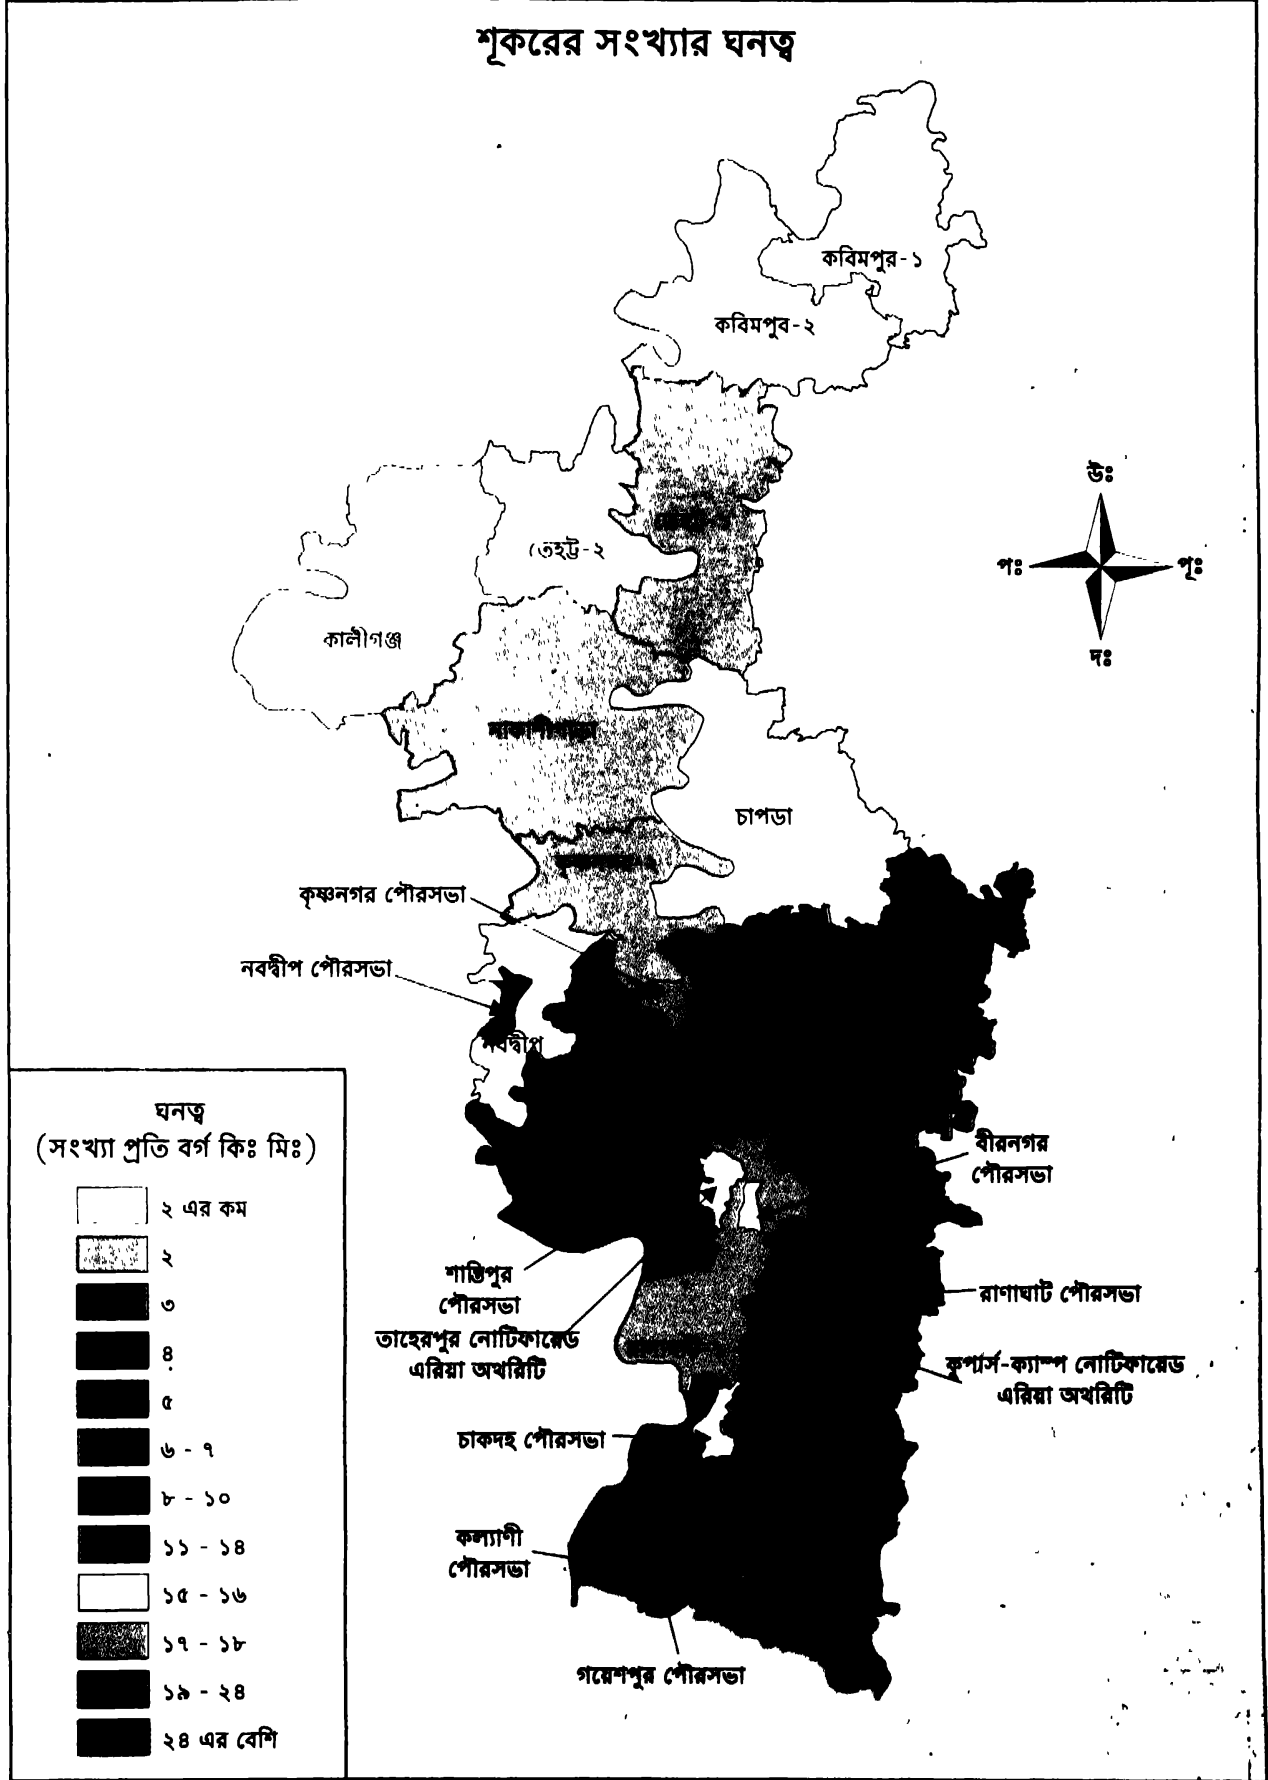 শূকরের সংখ্যার ঘনত্ব
কবিমপুর-১
কবিমপুব-২
উঃ
পঃ
পূঃ
দঃ
তেহট্ট-২
কালীগঞ্জ
নাকাশীপাড়া
চাপডা
কৃষ্ণনগর পৌরসভা
নবদ্বীপ পৌরসভা
নবদ্বীপ
ঘনত্ব
(সংখ্যা প্রতি বর্গ কিঃ মিঃ)
২ এর কম
২
৩
৪
৫
৬ - ৭
৮ - ১০
১১ - ১৪
১৫ - ১৬
১৭ - ১৮
১৯ - ২৪
২৪ এর বেশি
বীরনগর
পৌরসভা
শান্তিপুর
পৌরসভা
রাণাঘাট পৌরসভা
তাহেরপুর নোটিফায়েড
এরিয়া অথরিটি
কুপার্স-ক্যাম্প নোটিফায়েড
এরিয়া অথরিটি
চাকদহ পৌরসভা
কল্যাণী
পৌরসভা
গয়েশপুর পৌরসভা